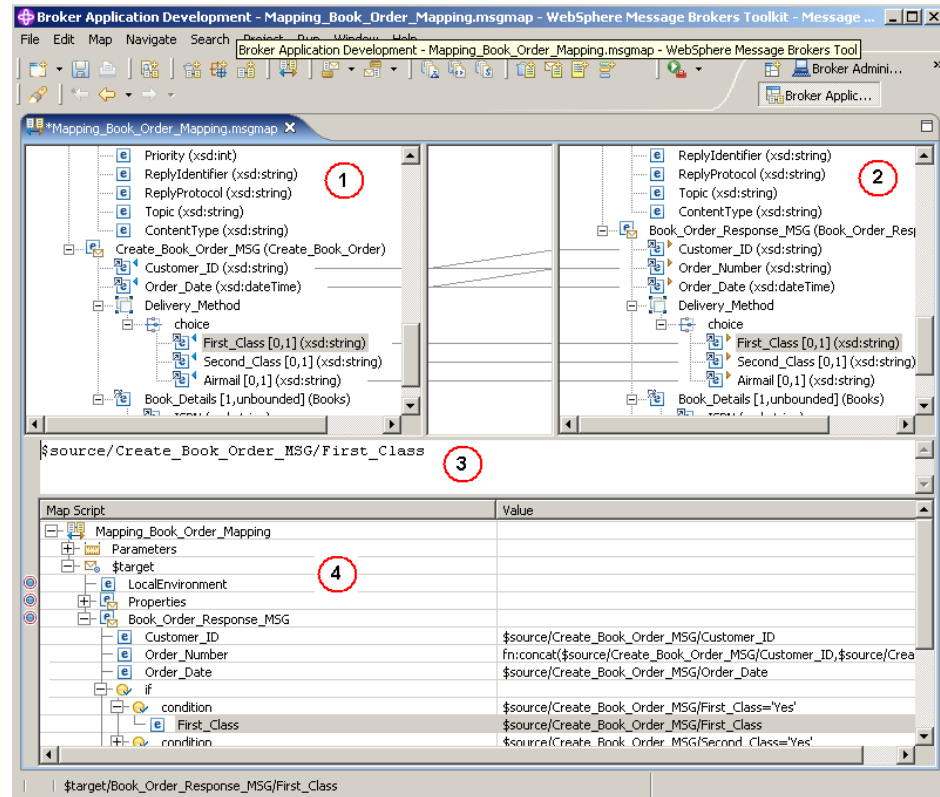 Broker Application Development - Mapping_Book_Order_Mapping.msgmap - WebSphere Message Brokers Toolkit - Message ...
File Edit Map Navigate Search Project Run Window Help
Broker Application Development - Mapping_Book_Order_Mapping.msgmap - WebSphere Message Brokers Tool
Broker Admini...
Broker Applic...
*Mapping_Book_Order_Mapping.msgmap
Priority (xsd:int)
ReplyIdentifier (xsd:string)
ReplyProtocol (xsd:string)
Topic (xsd:string)
ContentType (xsd:string)
Create_Book_Order_MSG (Create_Book_Order)
Customer_ID (xsd:string)
Order_Date (xsd:dateTime)
Delivery_Method
choice
First_Class [0,1] (xsd:string)
Second_Class [0,1] (xsd:string)
Airmail [0,1] (xsd:string)
Book_Details [1,unbounded] (Books)
1
ReplyIdentifier (xsd:string)
ReplyProtocol (xsd:string)
Topic (xsd:string)
ContentType (xsd:string)
Book_Order_Response_MSG (Book_Order_Resp
Customer_ID (xsd:string)
Order_Number (xsd:string)
Order_Date (xsd:dateTime)
Delivery_Method
choice
First_Class [0,1] (xsd:string)
Second_Class [0,1] (xsd:string)
Airmail [0,1] (xsd:string)
Book_Details [1,unbounded] (Books)
2
$source/Create_Book_Order_MSG/First_Class
3
Map Script Value
Mapping_Book_Order_Mapping
Parameters
$target
4
LocalEnvironment
Properties
Book_Order_Response_MSG
Customer_ID $source/Create_Book_Order_MSG/Customer_ID
Order_Number fn:concat($source/Create_Book_Order_MSG/Customer_ID,$source/Crea
Order_Date $source/Create_Book_Order_MSG/Order_Date
if
condition $source/Create_Book_Order_MSG/First_Class='Yes'
First_Class $source/Create_Book_Order_MSG/First_Class
condition $source/Create_Book_Order_MSG/Second_Class='Yes'
$target/Book_Order_Response_MSG/First_Class